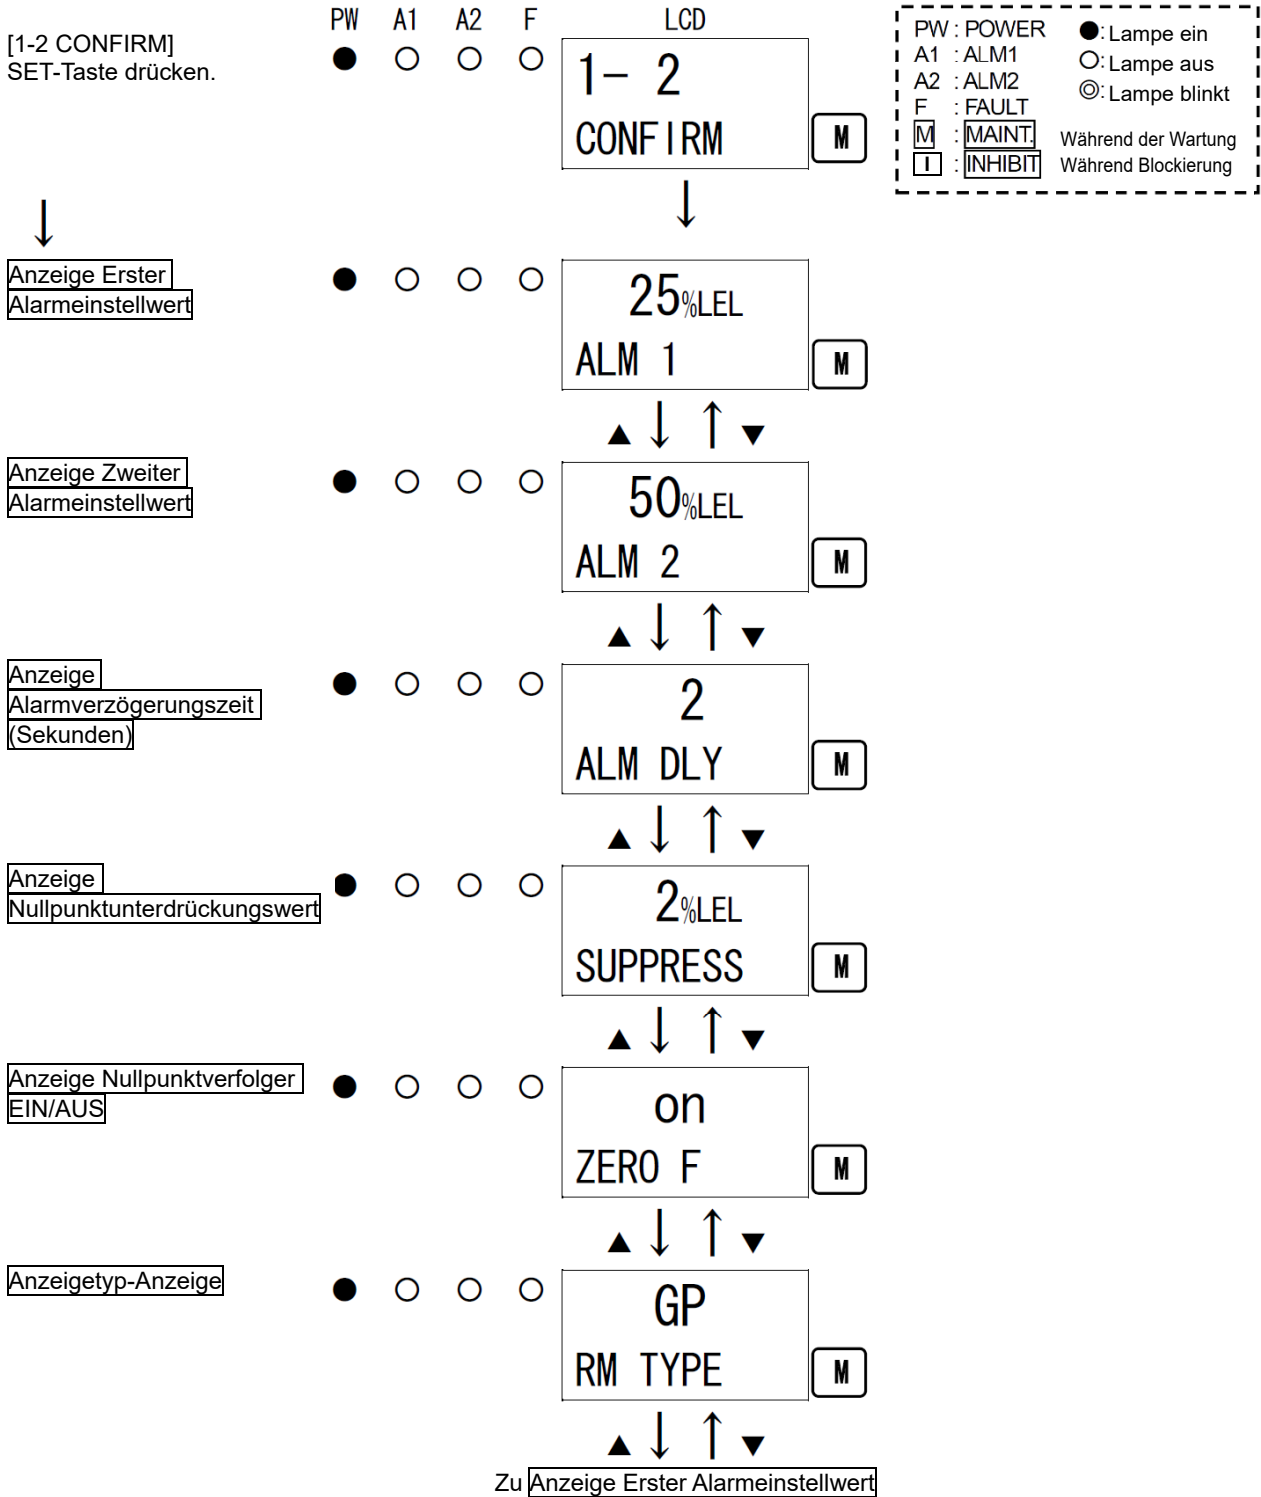 PW A1 A2 F LCD
[1-2 CONFIRM]
SET-Taste drücken.
1- 2
CONFIRM
M
PW : POWER
A1 : ALM1
A2 : ALM2
F : FAULT
M : MAINT.
I : INHIBIT
●: Lampe ein
○: Lampe aus
◎: Lampe blinkt
Während der Wartung
Während Blockierung
Anzeige Erster
Alarmeinstellwert
25%LEL
ALM 1
M
Anzeige Zweiter
Alarmeinstellwert
50%LEL
ALM 2
M
Anzeige
Alarmverzögerungszeit
(Sekunden)
2
ALM DLY
M
Anzeige
Nullpunktunterdrückungswert
2%LEL
SUPPRESS
M
Anzeige Nullpunktverfolger
EIN/AUS
on
ZERO F
M
Anzeigetyp-Anzeige
GP
RM TYPE
M
Zu Anzeige Erster Alarmeinstellwert